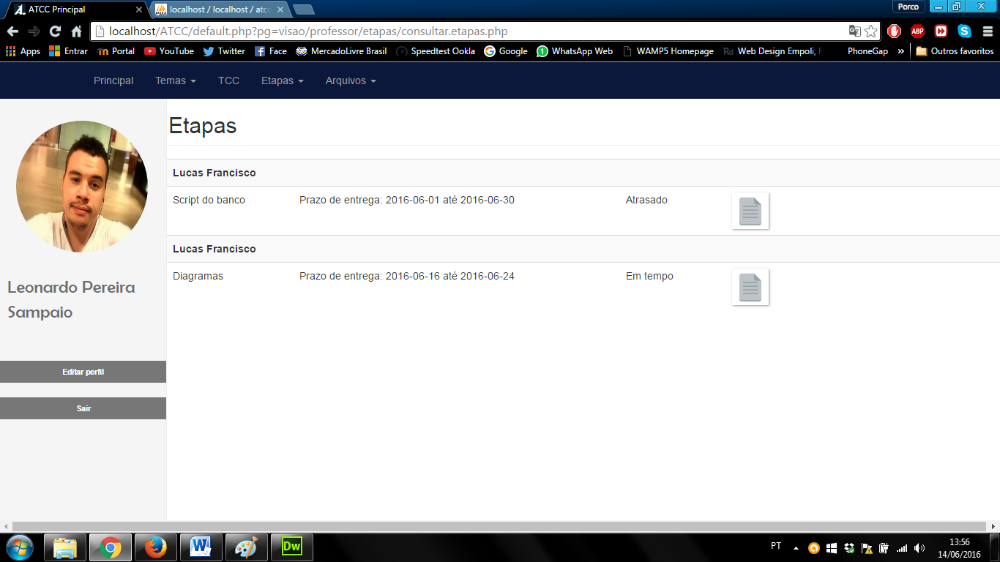 ATCC Principal
localhost / localhost / atcc
Porco
localhost/ATCC/default.php?pg=visao/professor/etapas/consultar.etapas.php
ABP
Apps Entrar Portal YouTube Twitter Face MercadoLivre Brasil Speedtest Ookla Google WhatsApp Web WAMP5 Homepage Rd Web Design Empoli, F PhoneGap » Outros favoritos
Principal Temas TCC Etapas Arquivos
Etapas
Lucas Francisco
Script do banco Prazo de entrega: 2016-06-01 até 2016-06-30 Atrasado
Lucas Francisco
Diagramas Prazo de entrega: 2016-06-16 até 2016-06-24 Em tempo
Leonardo Pereira
Sampaio
Editar perfil
Sair
W
Dw
PT
13:56
14/06/2016